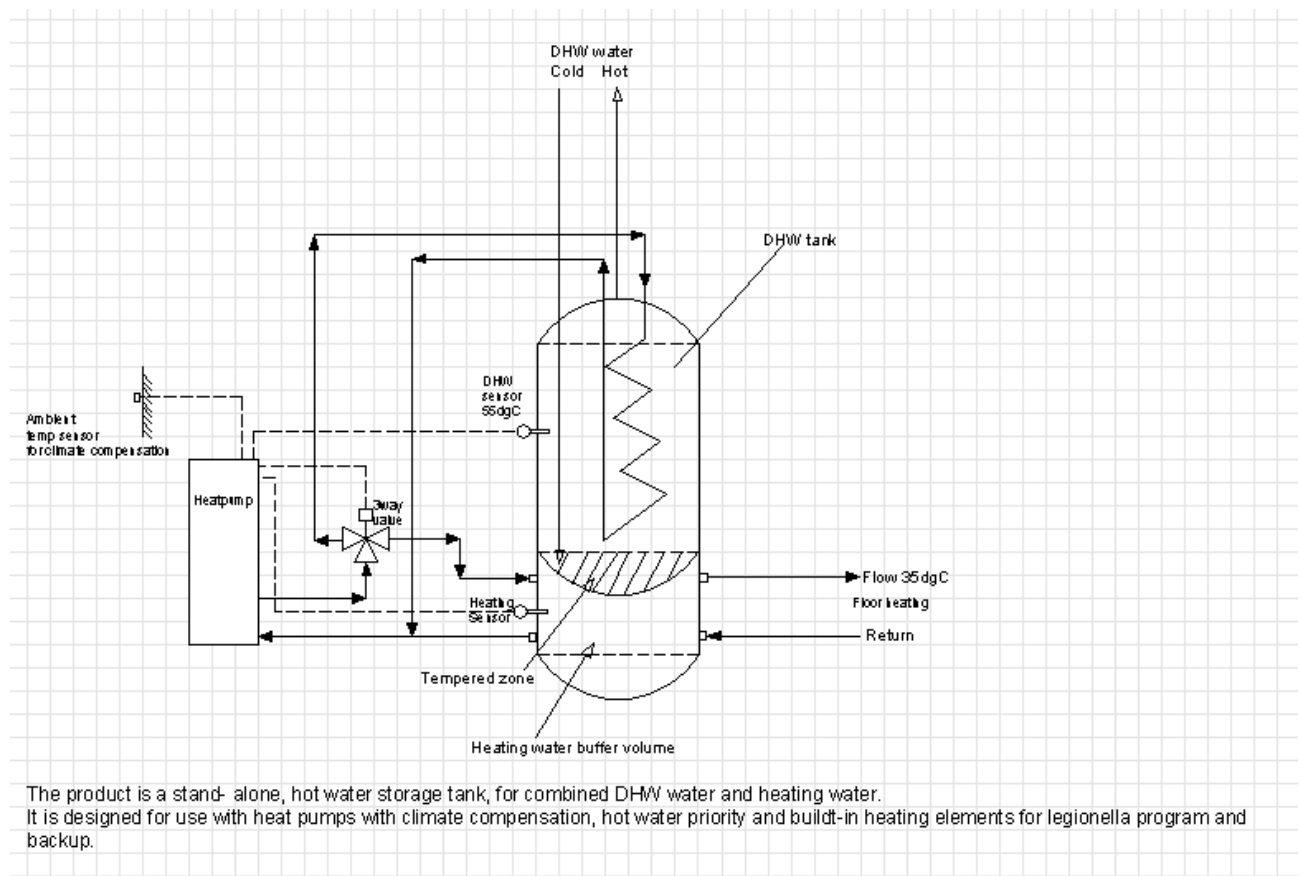 DHW water
Cold Hot
DHW tank
DHW
sensor
55dgC
Ambient
temp sensor
for climate compensation
Heatpump
3way
value
Flow 35dgC
Heating
Sensor
Floor heating
Return
Tempered zone
Heating water buffer volume
The product is a stand- alone, hot water storage tank, for combined DHW water and heating water.
It is designed for use with heat pumps with climate compensation, hot water priority and buildt-in heating elements for legionella program and
backup.